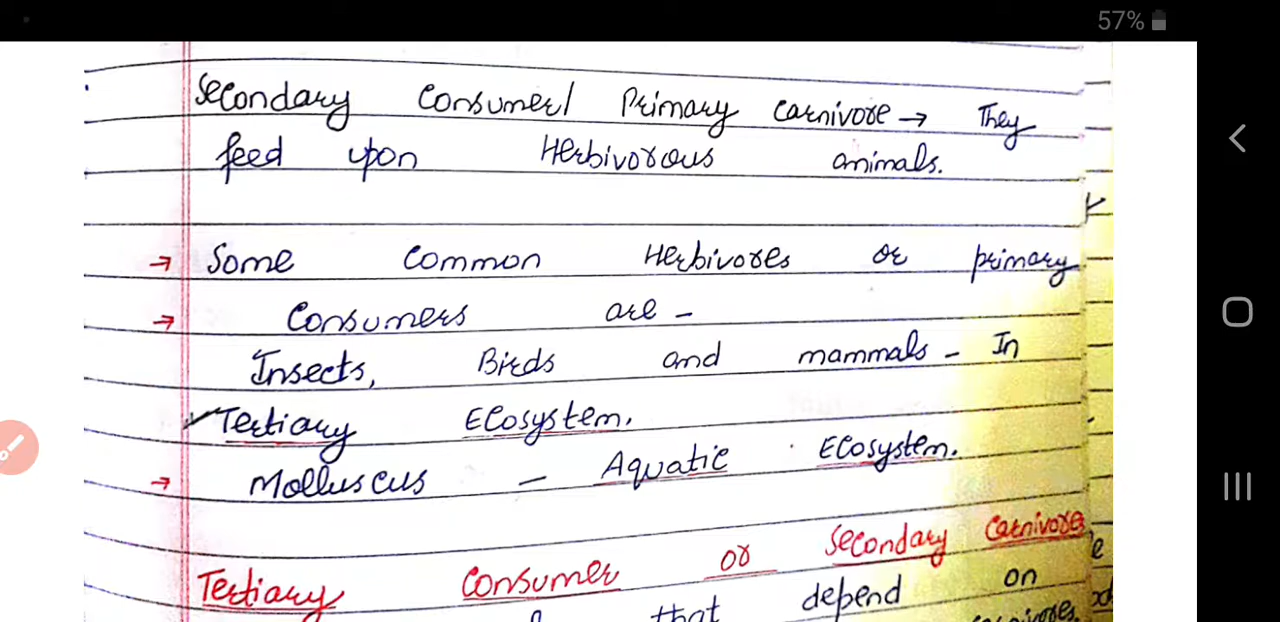 57%
Secondary Consumer/ Primary Carnivore → They
feed upon Herbivorous animals.
→ Some common Herbivores or primary
→ Consumers are -
Insects, Birds and mammals - In
✓Tertiary Ecosystem.
→ Molluscus - Aquatic Ecosystem.
Tertiary Consumer or Secondary Carnivores
that depend on